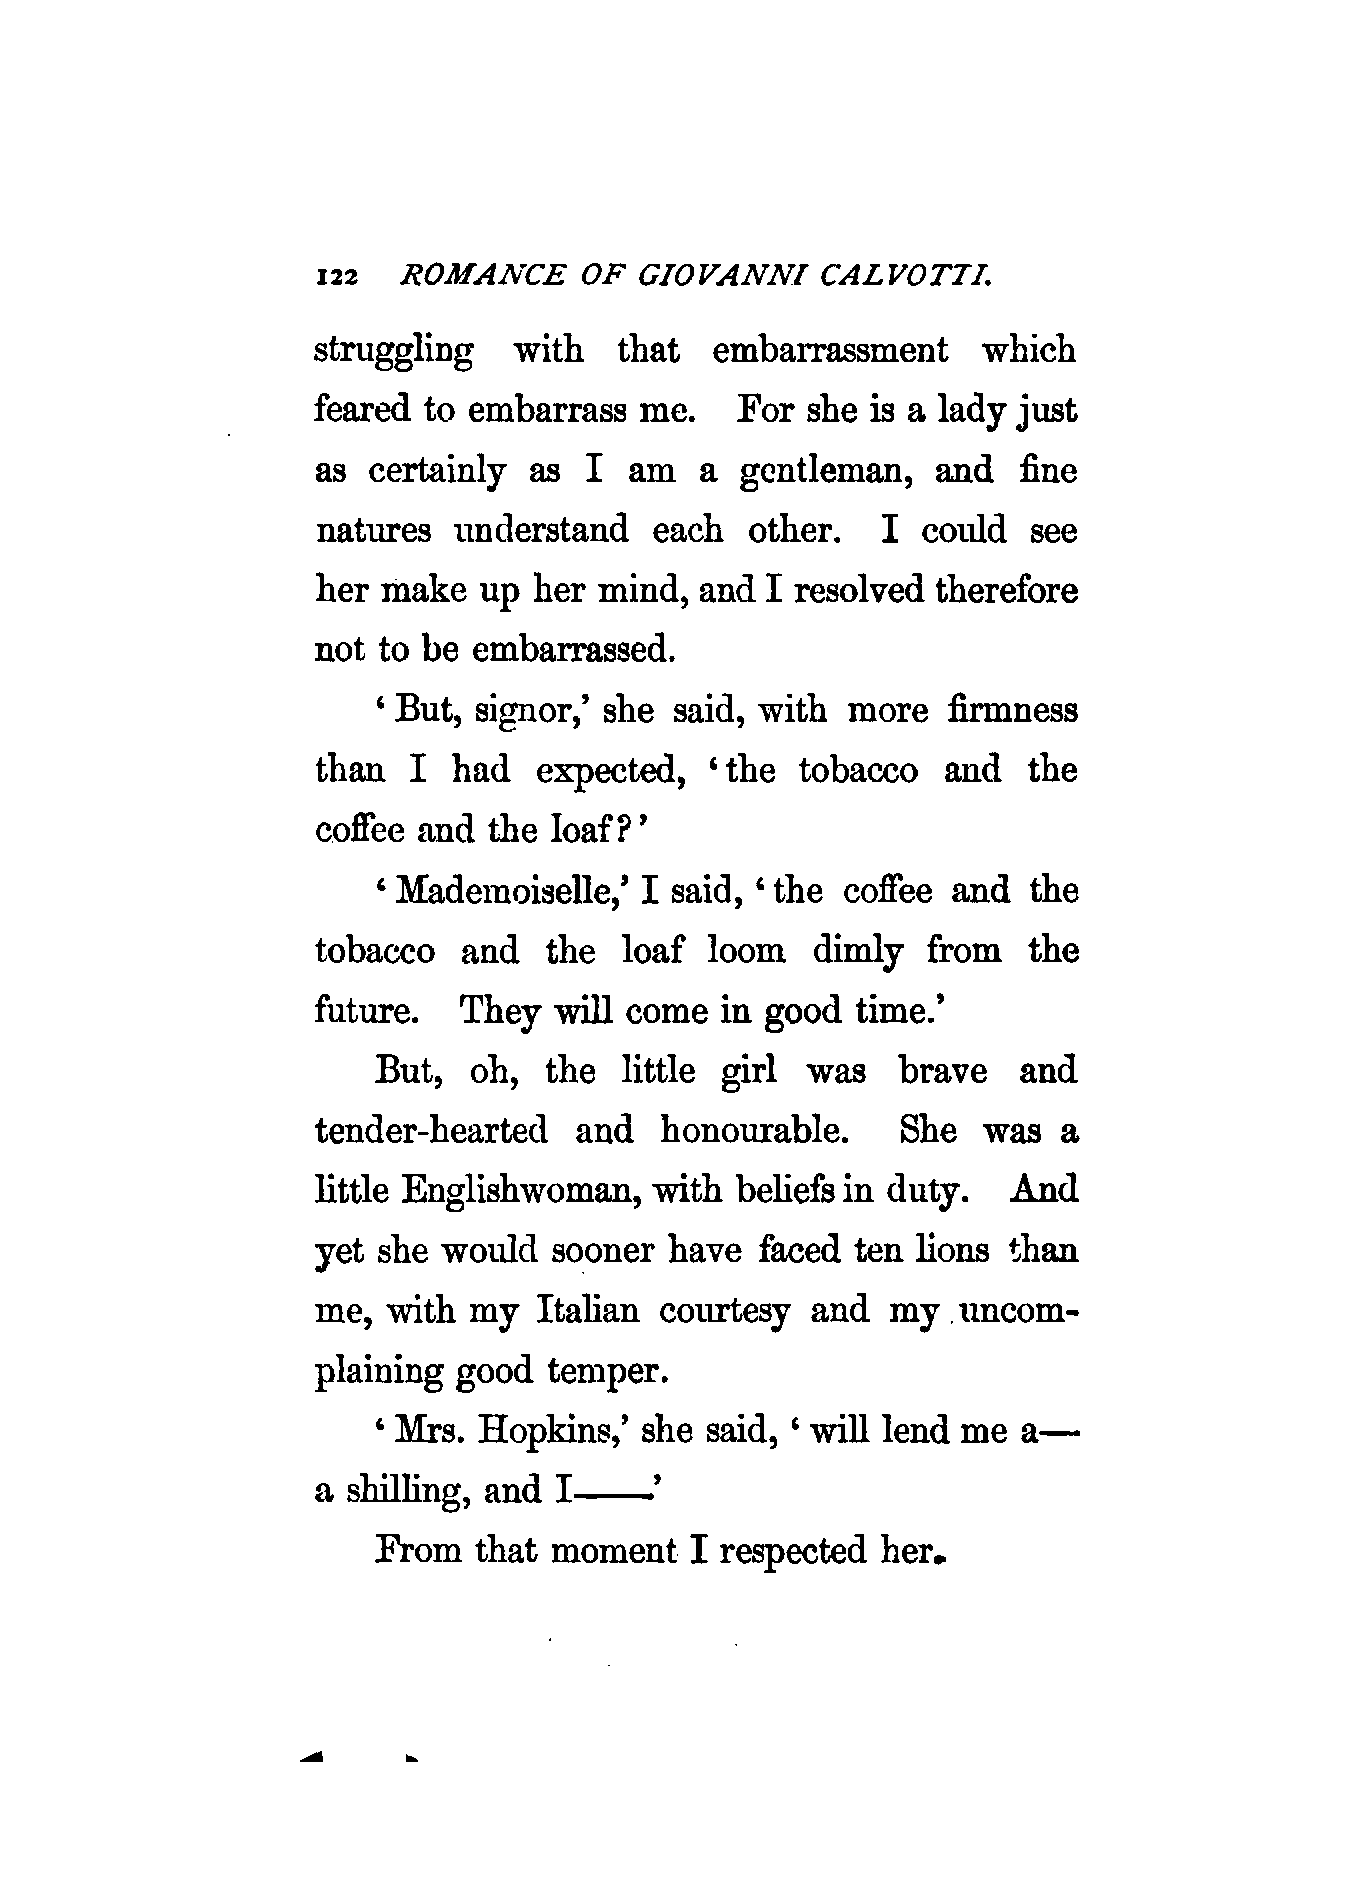 122 ROMANCE OF GIOVANNI CALVOTTI.
struggling with that embarrassment which
feared to embarrass me. For she is a lady just
as certainly as I am a gentleman, and fine
natures understand each other. I could see
her make up her mind, and I resolved therefore
not to be embarrassed.
‘ But, signor,’ she said, with more firmness
than I had expected, ‘ the tobacco and the
coffee and the loaf ? ’
‘ Mademoiselle,’ I said, ‘ the coffee and the
tobacco and the loaf loom dimly from the
future. They will come in good time.’
But, oh, the little girl was brave and
tender-hearted and honourable. She was a
little Englishwoman, with beliefs in duty. And
yet she would sooner have faced ten lions than
me, with my Italian courtesy and my uncom-
plaining good temper.
‘ Mrs. Hopkins,’ she said, ‘ will lend me a—
a shilling, and I——.’
From that moment I respected her.